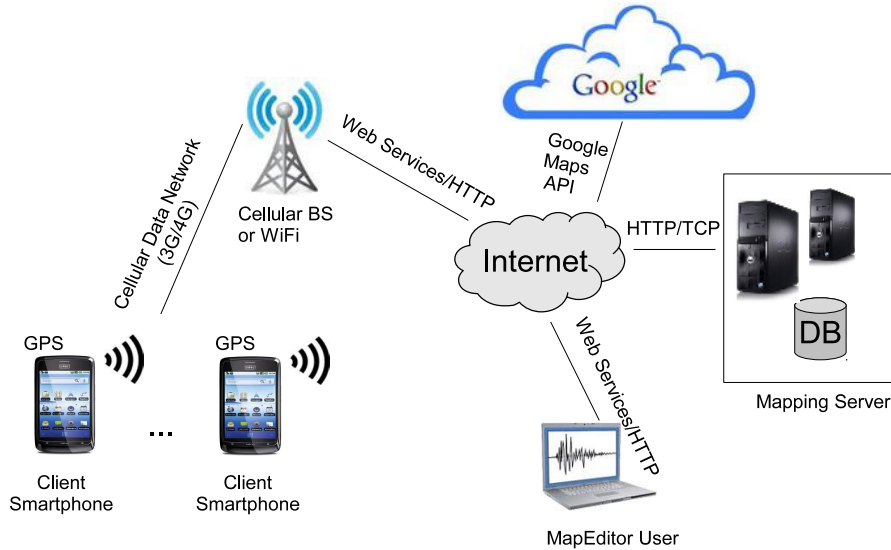 Google
Google
Maps
API
Web Services/HTTP
Cellular Data Network
(3G/4G)
Cellular BS
or WiFi
Internet
HTTP/TCP
DB
Mapping Server
GPS
GPS
...
Client
Smartphone
Client
Smartphone
Web Services/HTTP
MapEditor User